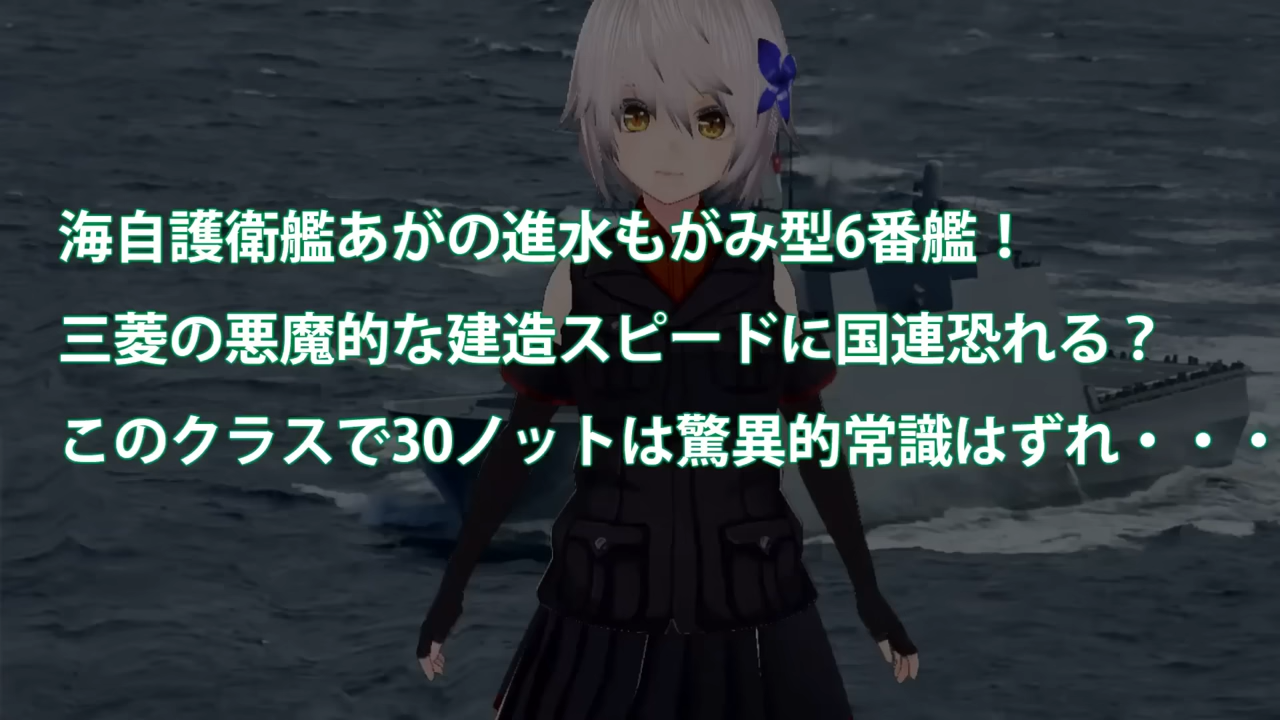 海自護衛艦あがの進水もがみ型6番艦！
三菱の悪魔的な建造スピードに国連恐れる？
このクラスで30ノットは驚異的常識はずれ・・・